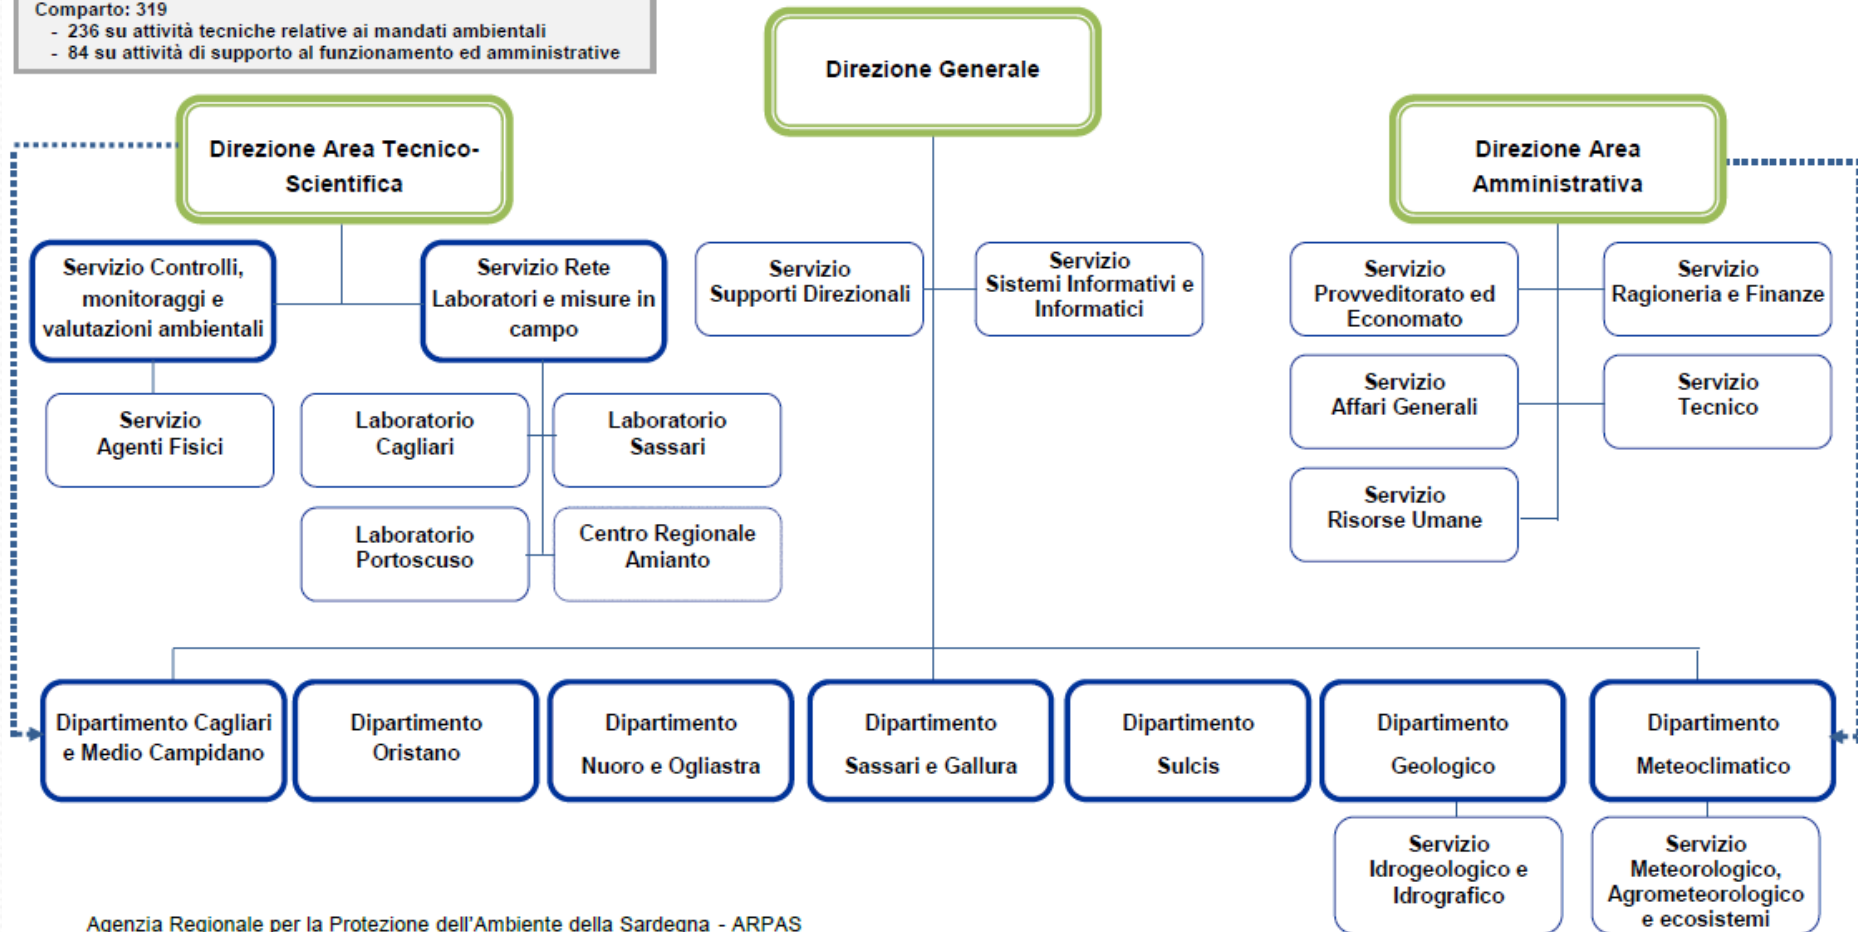 Comparto: 319
- 236 su attività tecniche relative ai mandati ambientali
- 84 su attività di supporto al funzionamento ed amministrative
Direzione Generale
Direzione Area Tecnico-
Scientifica
Direzione Area
Amministrativa
Servizio Controlli,
monitoraggi e
valutazioni ambientali
Servizio Rete
Laboratori e misure in
campo
Servizio
Supporti Direzionali
Servizio
Sistemi Informativi e
Informatici
Servizio
Provveditorato ed
Economato
Servizio
Ragioneria e Finanze
Servizio
Affari Generali
Servizio
Tecnico
Servizio
Agenti Fisici
Laboratorio
Cagliari
Laboratorio
Sassari
Servizio
Risorse Umane
Laboratorio
Portoscuso
Centro Regionale
Amianto
Dipartimento Cagliari
e Medio Campidano
Dipartimento
Oristano
Dipartimento
Nuoro e Ogliastra
Dipartimento
Sassari e Gallura
Dipartimento
Sulcis
Dipartimento
Geologico
Dipartimento
Meteoclimatico
Servizio
Idrogeologico e
Idrografico
Servizio
Meteorologico,
Agrometeorologico
e ecosistemi
Agenzia Regionale per la Protezione dell'Ambiente della Sardegna - ARPAS